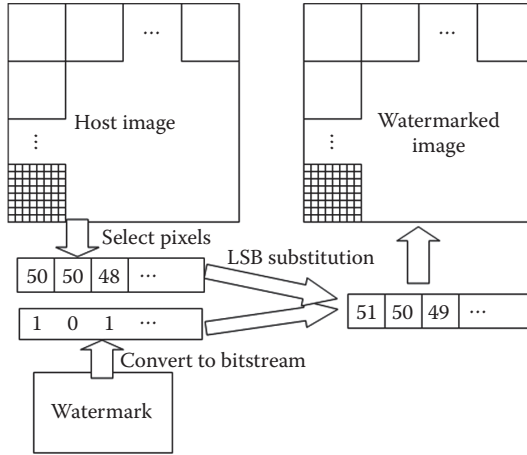 ...
...
Host image
Watermarked
image
⋮
⋮
Select pixels
LSB substitution
50 50 48 ...
51 50 49 ...
1 0 1 ...
Convert to bitstream
Watermark